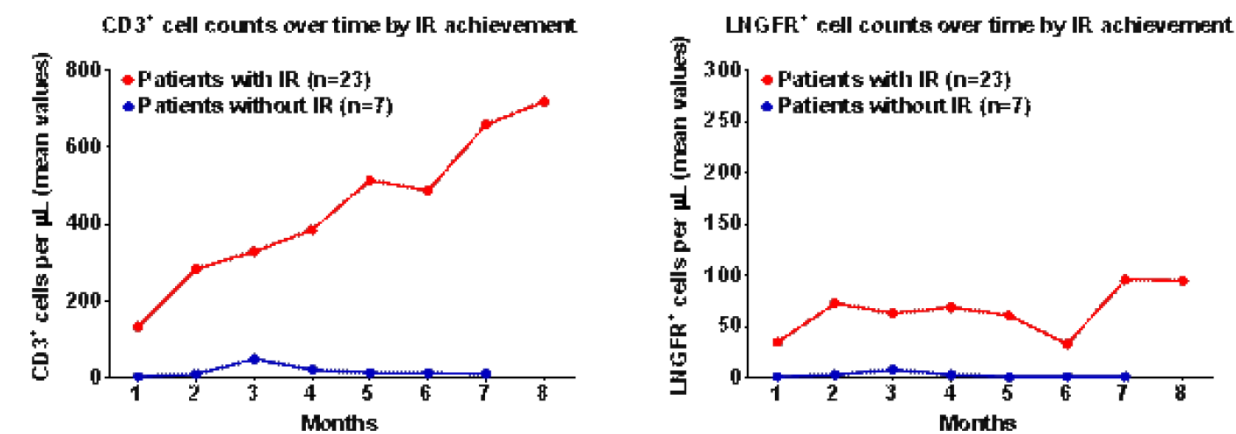 CD3⁺ cell counts over time by IR achievement
CD3⁺ cells per µL (mean values)
800
600
400
200
0
Patients with IR (n=23)
Patients without IR (n=7)
1 2 3 4 5 6 7 8
Months
LNGFR⁺ cell counts over time by IR achievement
LNGFR⁺ cells per µL (mean values)
300
250
200
150
100
50
0
Patients with IR (n=23)
Patients without IR (n=7)
1 2 3 4 5 6 7 8
Months